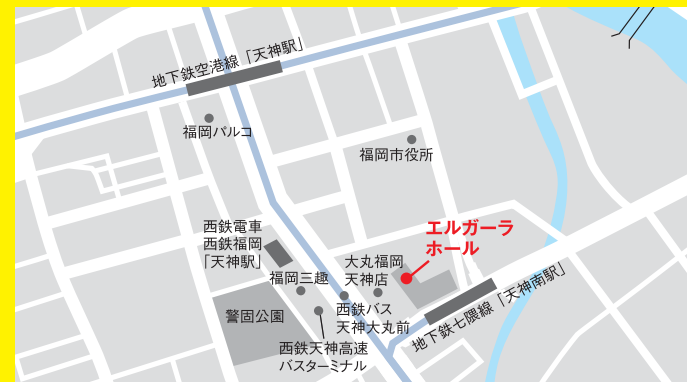 地下鉄空港線「天神駅」
福岡パルコ
福岡市役所
エルガーラ
ホール
西鉄電車
西鉄福岡
「天神駅」
大丸福岡
天神店
福岡三趣
西鉄バス
天神大丸前
地下鉄七隈線「天神南駅」
警固公園
西鉄天神高速
バスターミナル